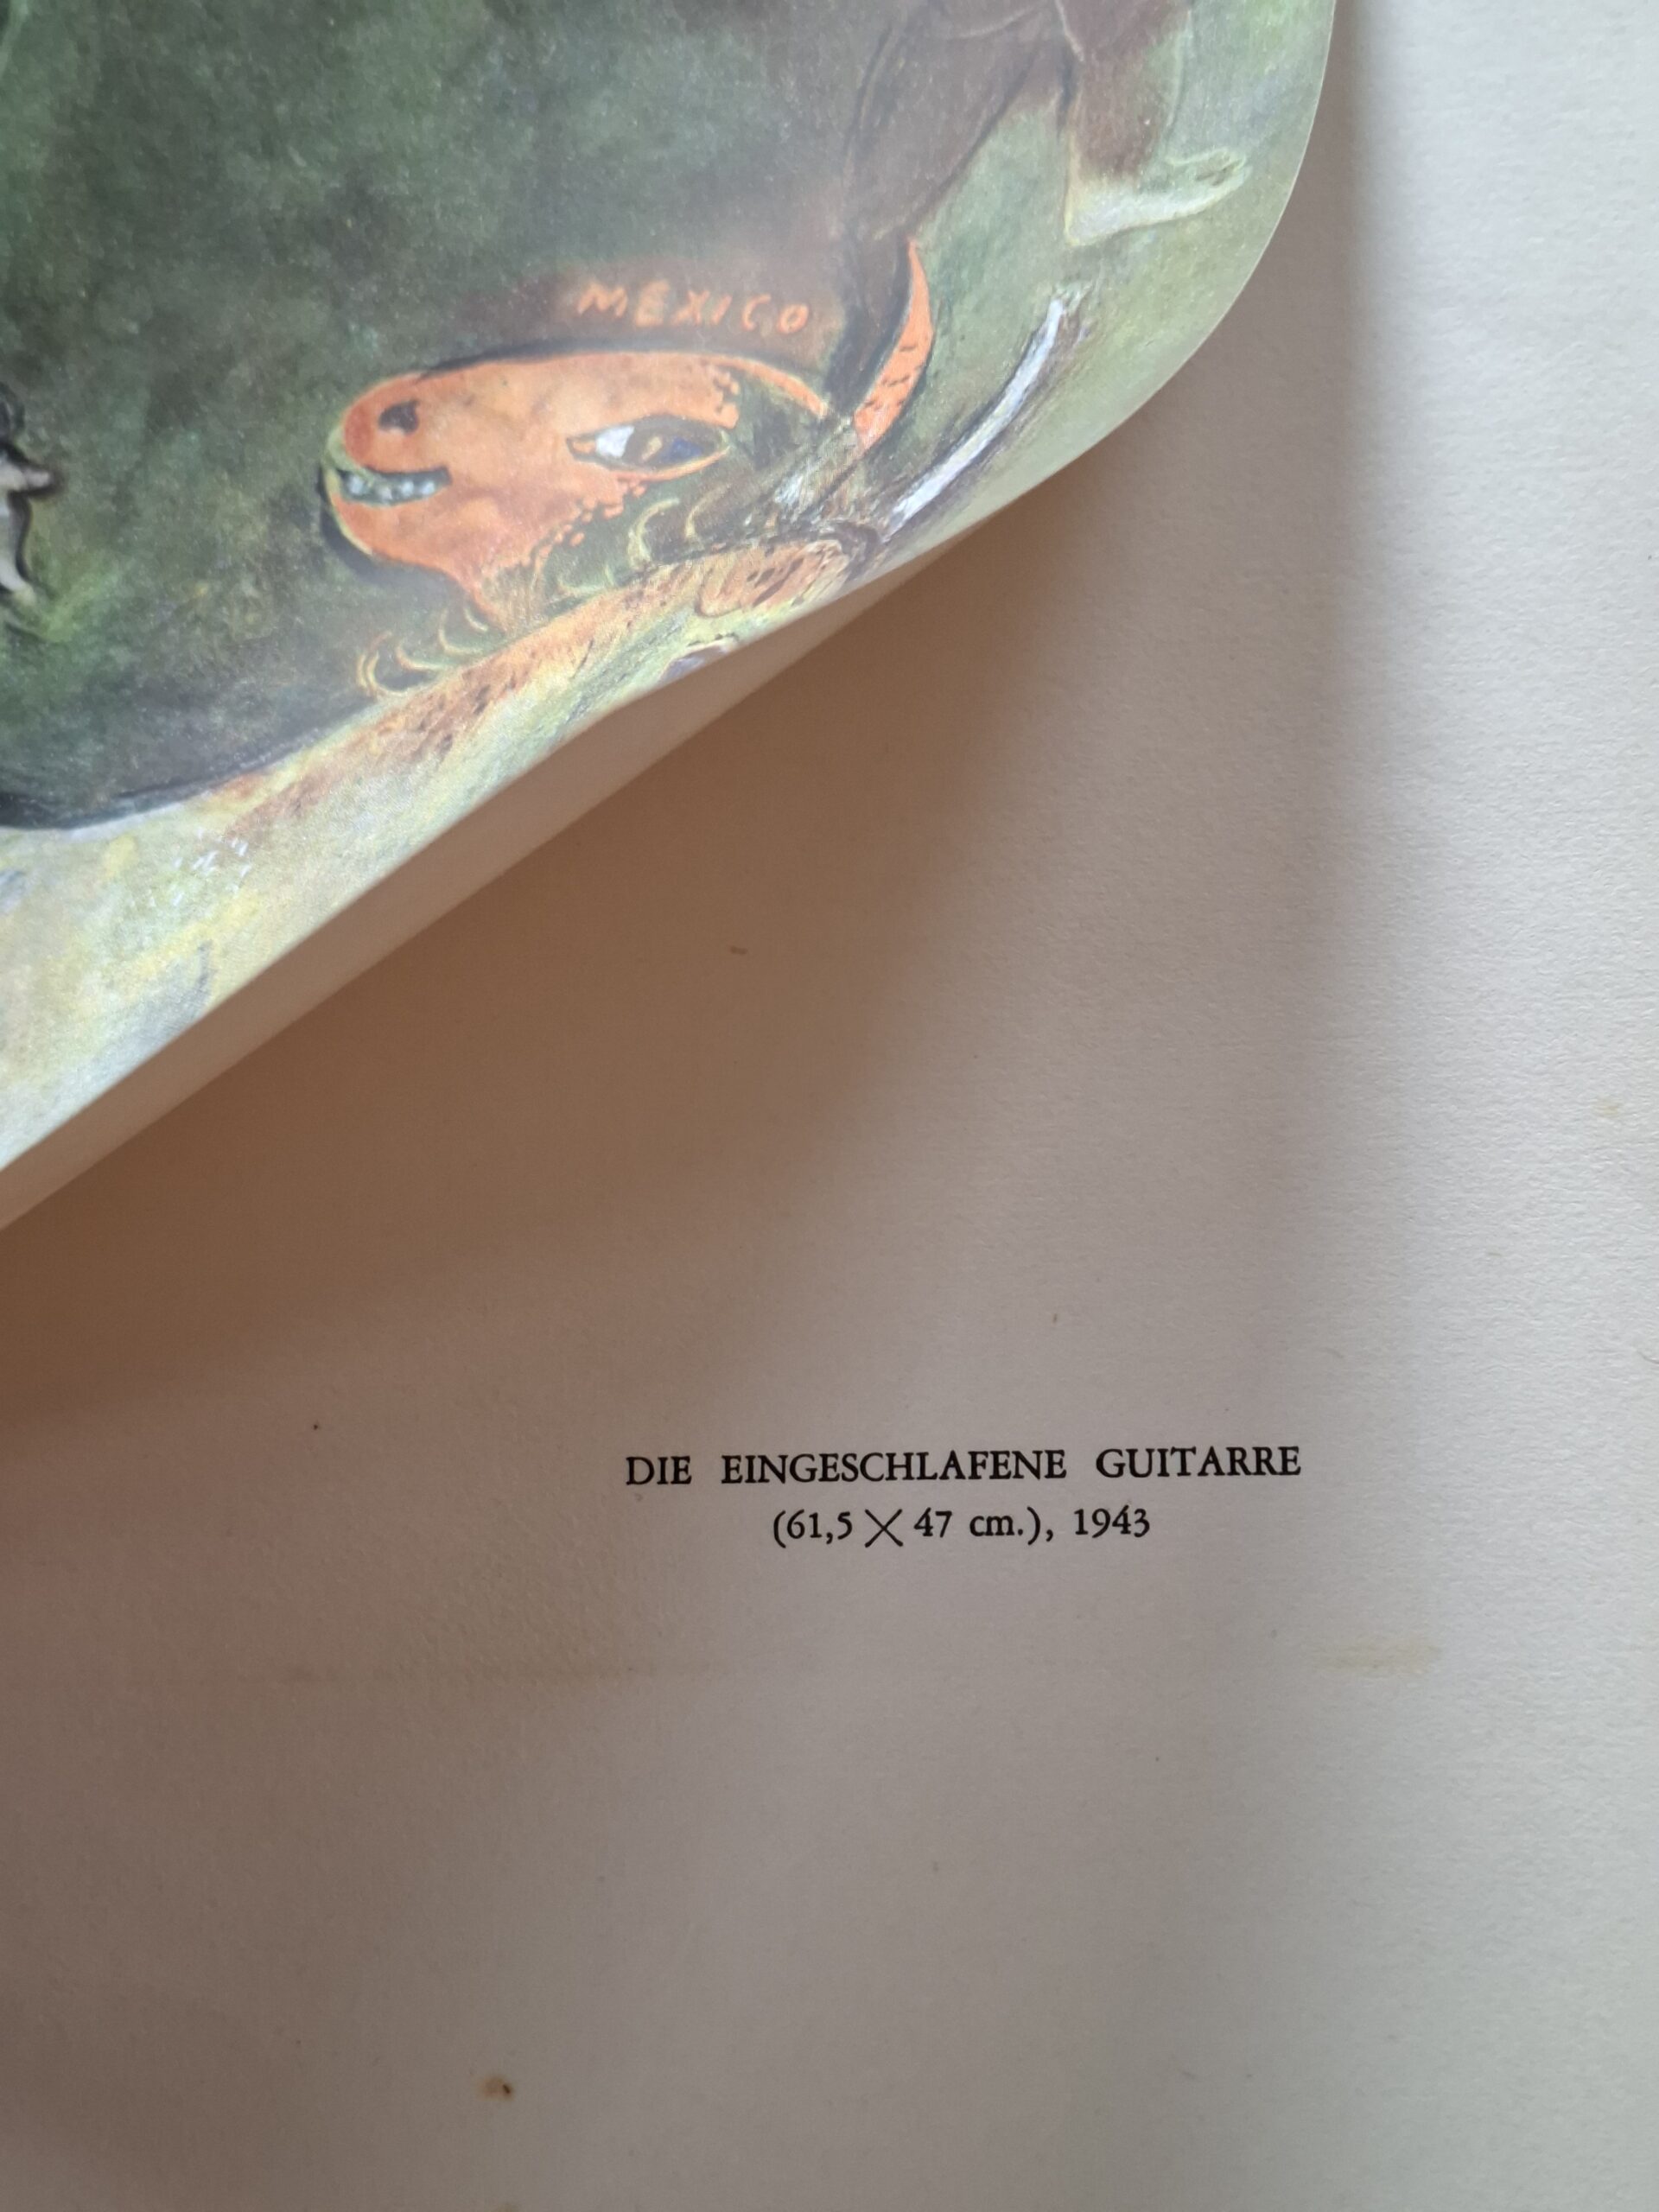 MEXICO
DIE EINGESCHLAFENE GUITARRE
(61,5 X 47 cm.), 1943